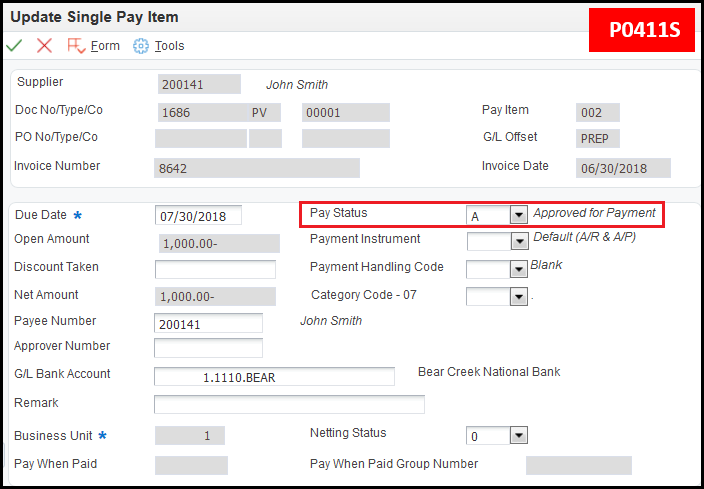 Update Single Pay Item
P0411S
Form Tools
Supplier 200141 John Smith
Doc No/Type/Co 1686 PV 00001 Pay Item 002
PO No/Type/Co G/L Offset PREP
Invoice Number 8642 Invoice Date 06/30/2018
Due Date * 07/30/2018 Pay Status A Approved for Payment
Open Amount 1,000.00- Payment Instrument Default (A/R & A/P)
Discount Taken Payment Handling Code Blank
Net Amount 1,000.00- Category Code - 07 .
Payee Number 200141 John Smith
Approver Number
G/L Bank Account 1.1110.BEAR Bear Creek National Bank
Remark
Business Unit * 1 Netting Status 0
Pay When Paid Pay When Paid Group Number